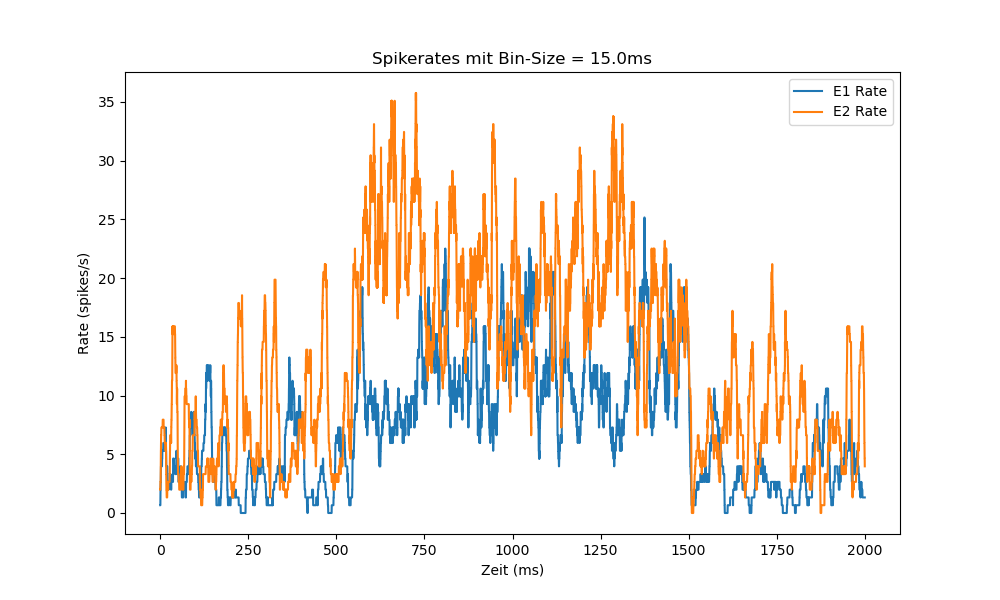 Spikerates mit Bin-Size = 15.0ms
E1 Rate
E2 Rate
35
30
25
20
15
10
5
0
Rate (spikes/s)
0 250 500 750 1000 1250 1500 1750 2000
Zeit (ms)